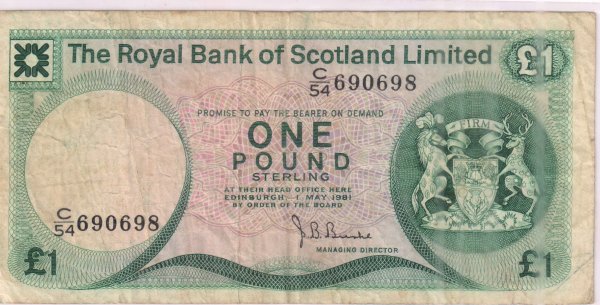 The Royal Bank of Scotland Limited
£1
C/54 690698
PROMISE TO PAY THE BEARER ON DEMAND
ONE
POUND
STERLING
AT THEIR HEAD OFFICE HERE
EDINBURGH, 1 MAY 1981
BY ORDER OF THE BOARD
FIRM
C/54 690698
MANAGING DIRECTOR
£1
£1